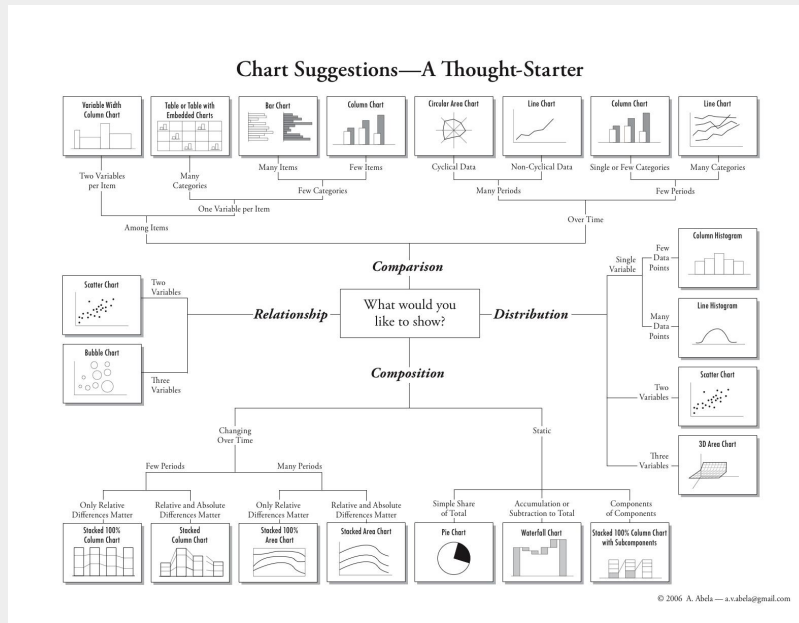 Chart Suggestions—A Thought-Starter
Variable Width
Column Chart
Table or Table with
Embedded Charts
Bar Chart
Column Chart
Circular Area Chart
Line Chart
Column Chart
Line Chart
Two Variables
per Item
Many
Categories
Many Items
Few Items
Cyclical Data
Non-Cyclical Data
Single or Few Categories
Many Categories
Few Categories
Many Periods
Few Periods
One Variable per Item
Over Time
Among Items
Comparison
Scatter Chart
Two
Variables
Bubble Chart
Three
Variables
Relationship
What would you
like to show?
Distribution
Single
Variable
Few
Data
Points
Column Histogram
Many
Data
Points
Line Histogram
Two
Variables
Scatter Chart
Three
Variables
3D Area Chart
Composition
Changing
Over Time
Static
Few Periods
Many Periods
Only Relative
Differences Matter
Relative and Absolute
Differences Matter
Only Relative
Differences Matter
Relative and Absolute
Differences Matter
Simple Share
of Total
Accumulation or
Subtraction to Total
Components
of Components
Stacked 100%
Column Chart
Stacked
Column Chart
Stacked 100%
Area Chart
Stacked Area Chart
Pie Chart
Waterfall Chart
Stacked 100% Column Chart
with Subcomponents
© 2006 A. Abela — a.v.abela@gmail.com